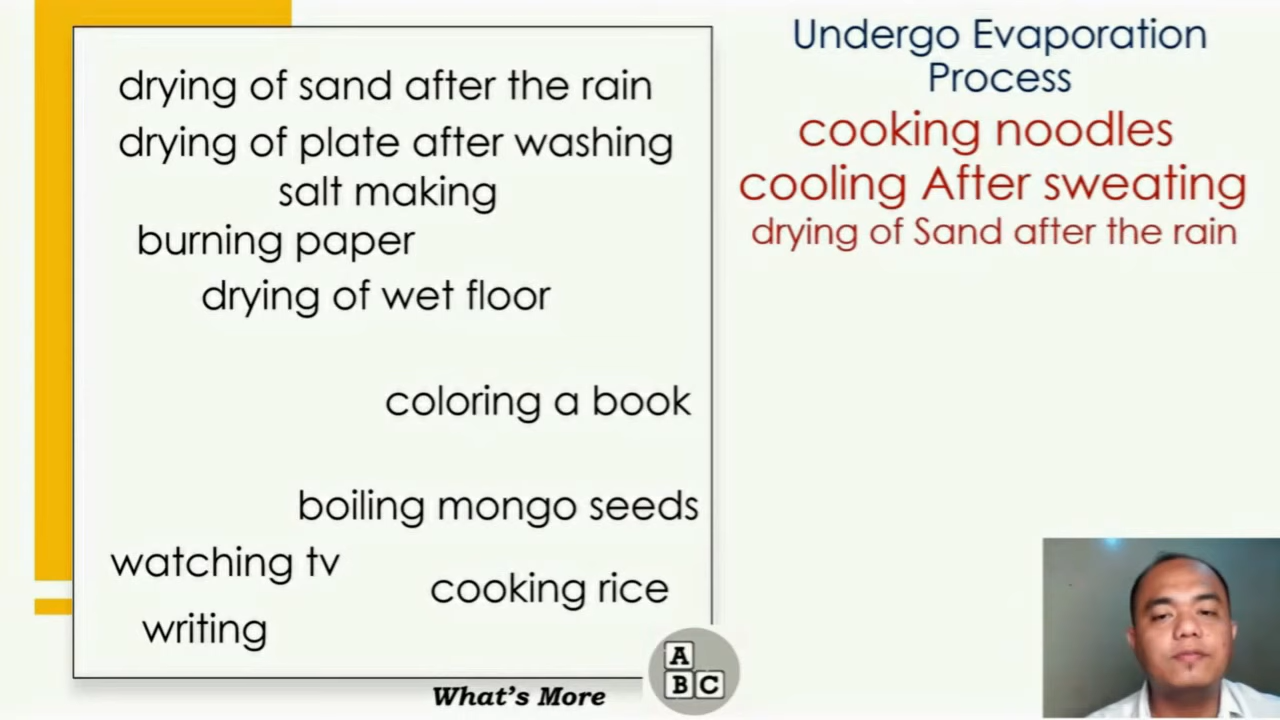 drying of sand after the rain
drying of plate after washing
salt making
burning paper
drying of wet floor
coloring a book
boiling mongo seeds
watching tv
cooking rice
writing
What's More
A
B C
Undergo Evaporation
Process
cooking noodles
cooling After sweating
drying of Sand after the rain